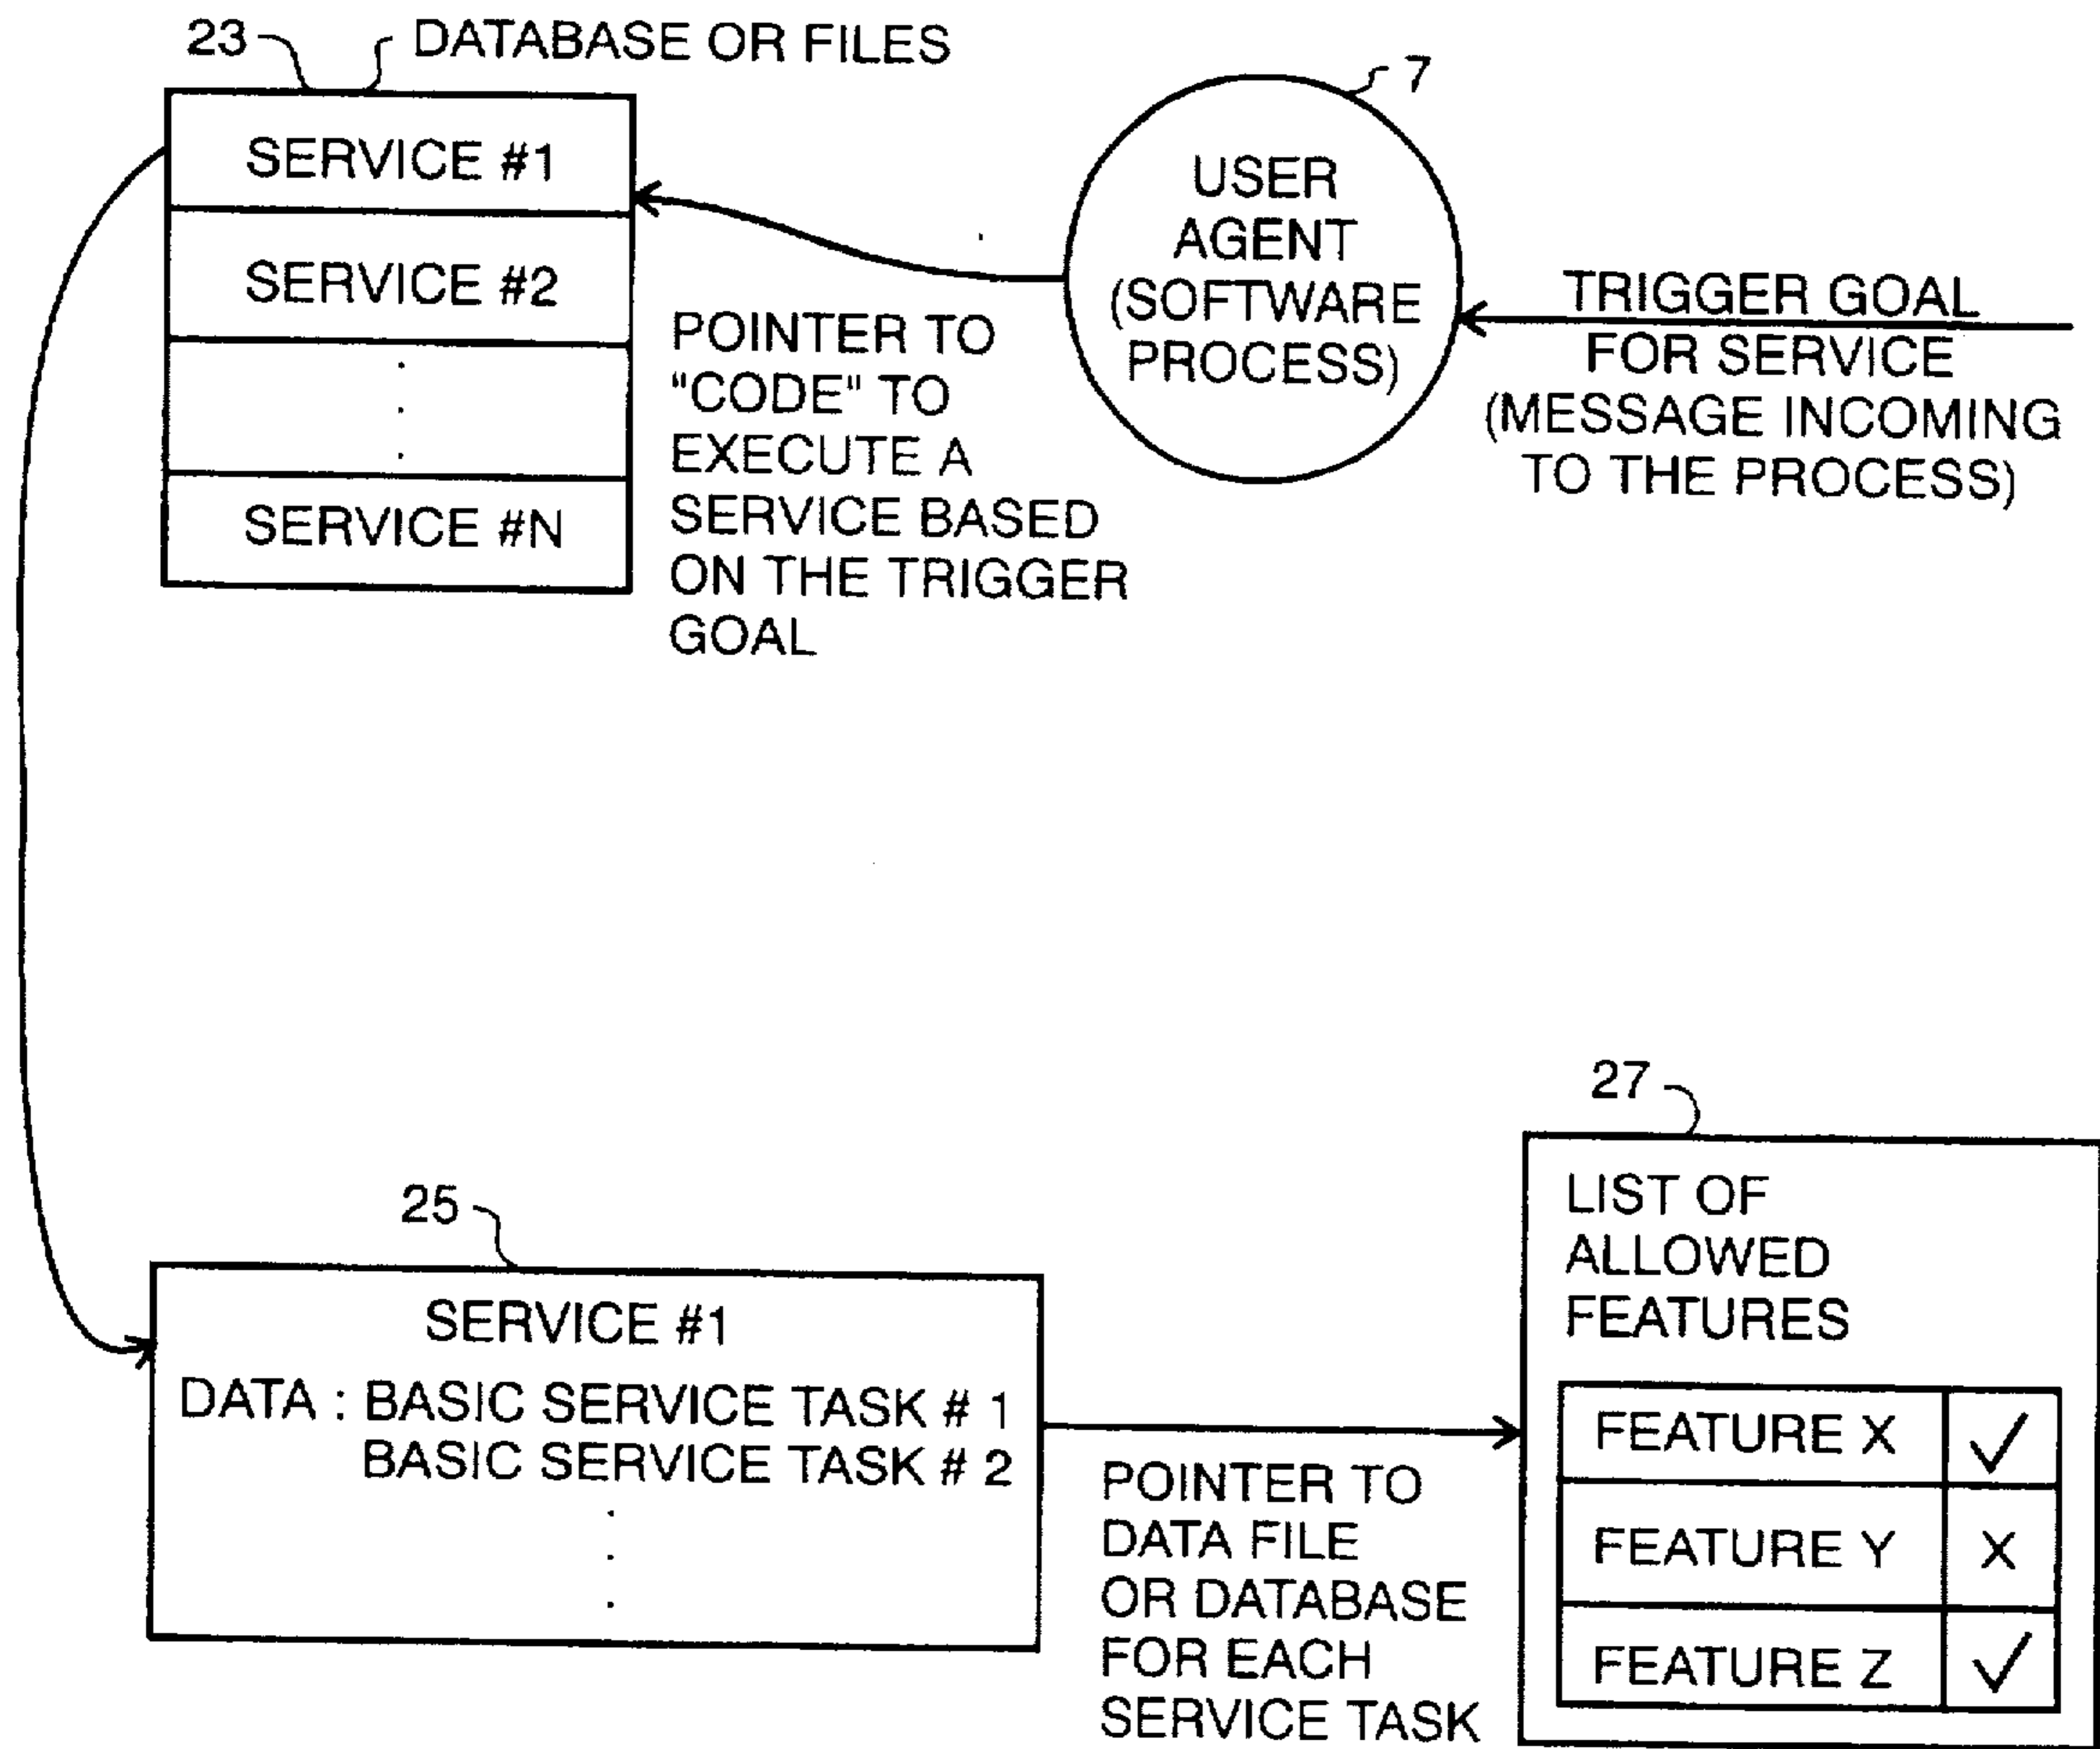 23
DATABASE OR FILES
SERVICE #1
SERVICE #2
SERVICE #N
7
USER
AGENT
(SOFTWARE
PROCESS)
TRIGGER GOAL
FOR SERVICE
(MESSAGE INCOMING
TO THE PROCESS)
POINTER TO
"CODE" TO
EXECUTE A
SERVICE BASED
ON THE TRIGGER
GOAL
25
SERVICE #1
DATA : BASIC SERVICE TASK # 1
BASIC SERVICE TASK # 2
POINTER TO
DATA FILE
OR DATABASE
FOR EACH
SERVICE TASK
27
LIST OF
ALLOWED
FEATURES
FEATURE X ✓
FEATURE Y X
FEATURE Z ✓